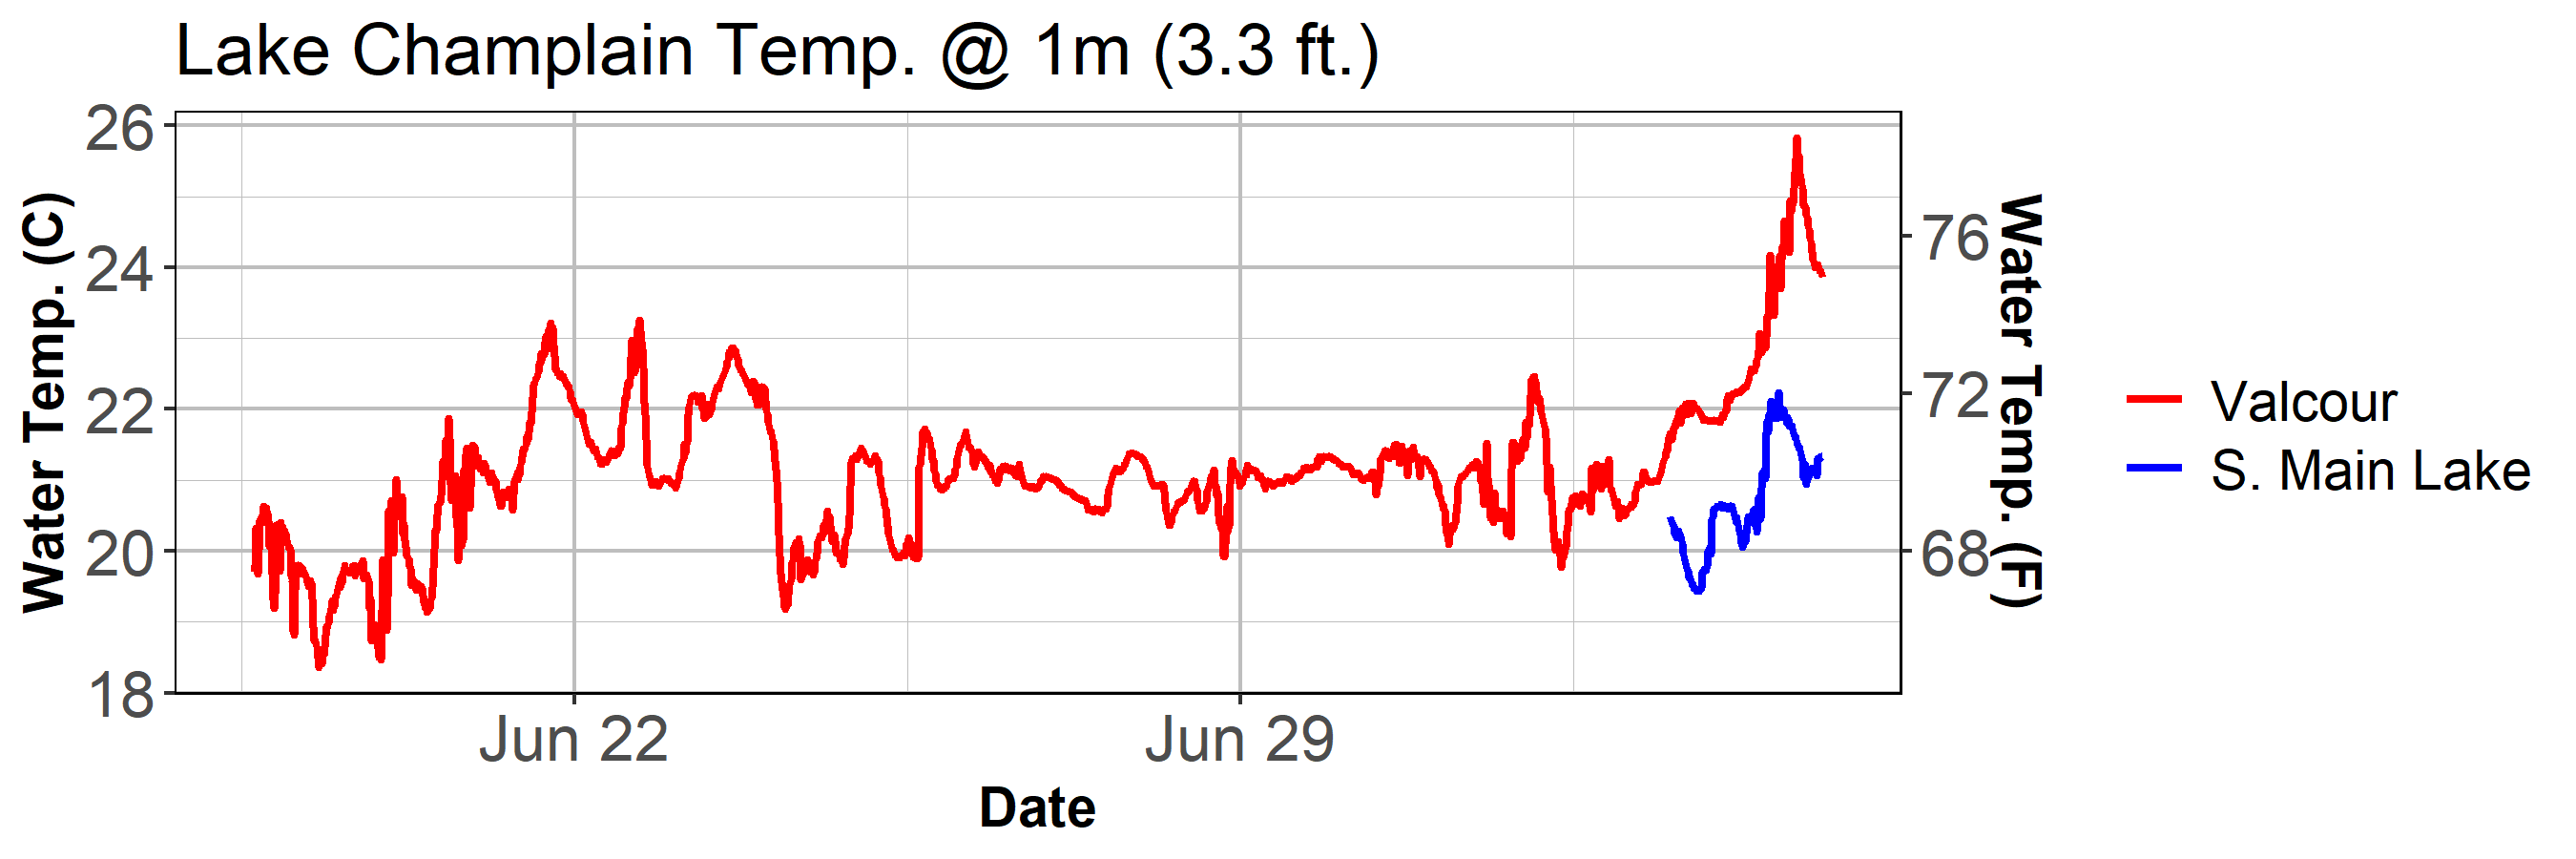 Lake Champlain Temp. @ 1m (3.3 ft.)
Water Temp. (C)
26
24
22
20
18
76
72
68
Water Temp. (F)
Jun 22
Jun 29
Date
Valcour
S. Main Lake